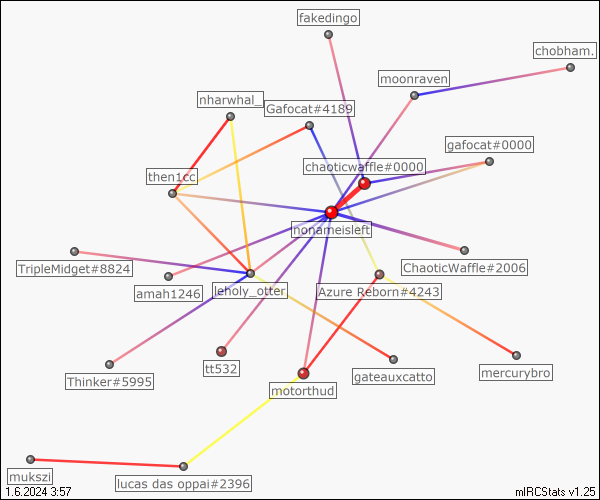 fakedingo
chobham.
moonraven
nharwhal_
Gafocat#4189
gafocat#0000
chaoticwaffle#0000
then1cc
nonameisleft
TripleMidget#8824
ChaoticWaffle#2006
amah1246
leholy_otter
Azure Reborn#4243
tt532
Thinker#5995
mercurybro
gateauxcatto
motorthud
mukszi
lucas das oppai#2396
1.6.2024 3:57
mIRCStats v1.25